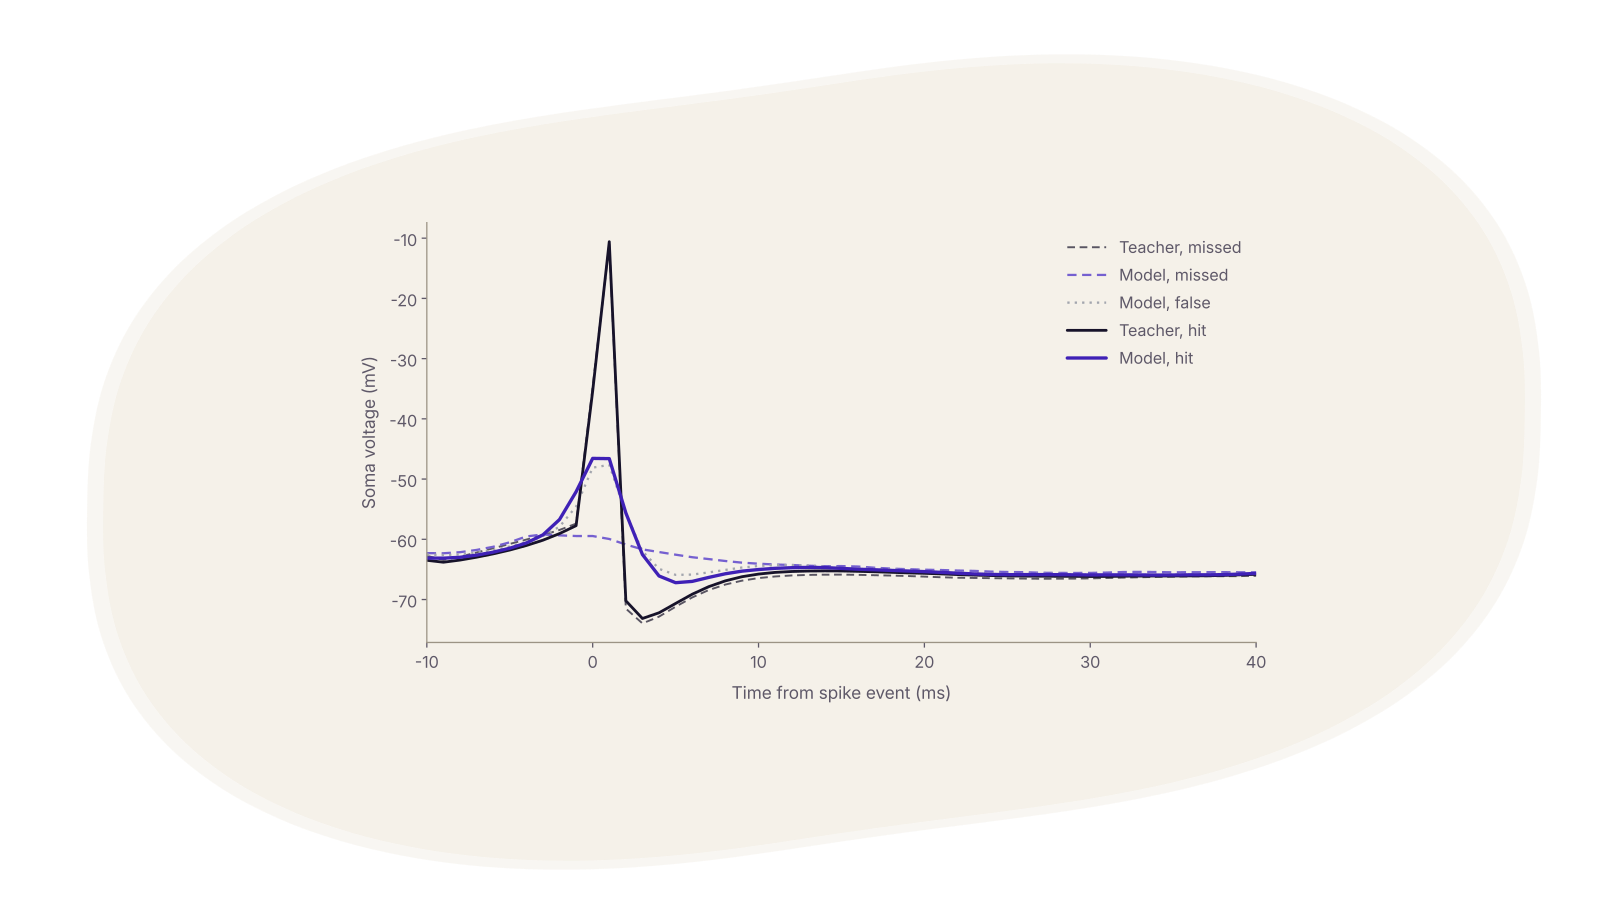 -10
-20
-30
-40
-50
-60
-70
Soma voltage (mV)
-10 0 10 20 30 40
Time from spike event (ms)
Teacher, missed
Model, missed
Model, false
Teacher, hit
Model, hit